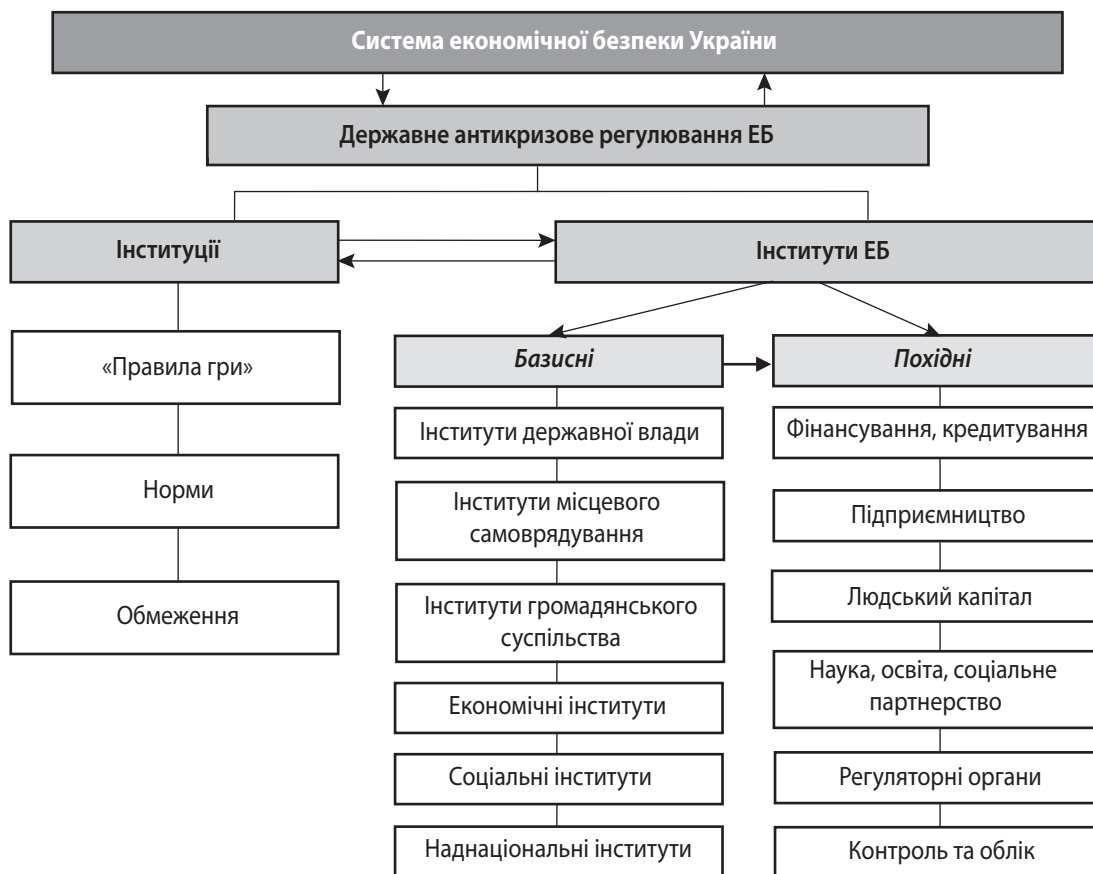 Система економічної безпеки України
Державне антикризове регулювання ЕБ
Інституції
Інститути ЕБ
«Правила гри»
Норми
Обмеження
Базисні
Інститути державної влади
Інститути місцевого
самоврядування
Інститути громадянського
суспільства
Економічні інститути
Соціальні інститути
Наднаціональні інститути
Похідні
Фінансування, кредитування
Підприємництво
Людський капітал
Наука, освіта, соціальне
партнерство
Регуляторні органи
Контроль та облік